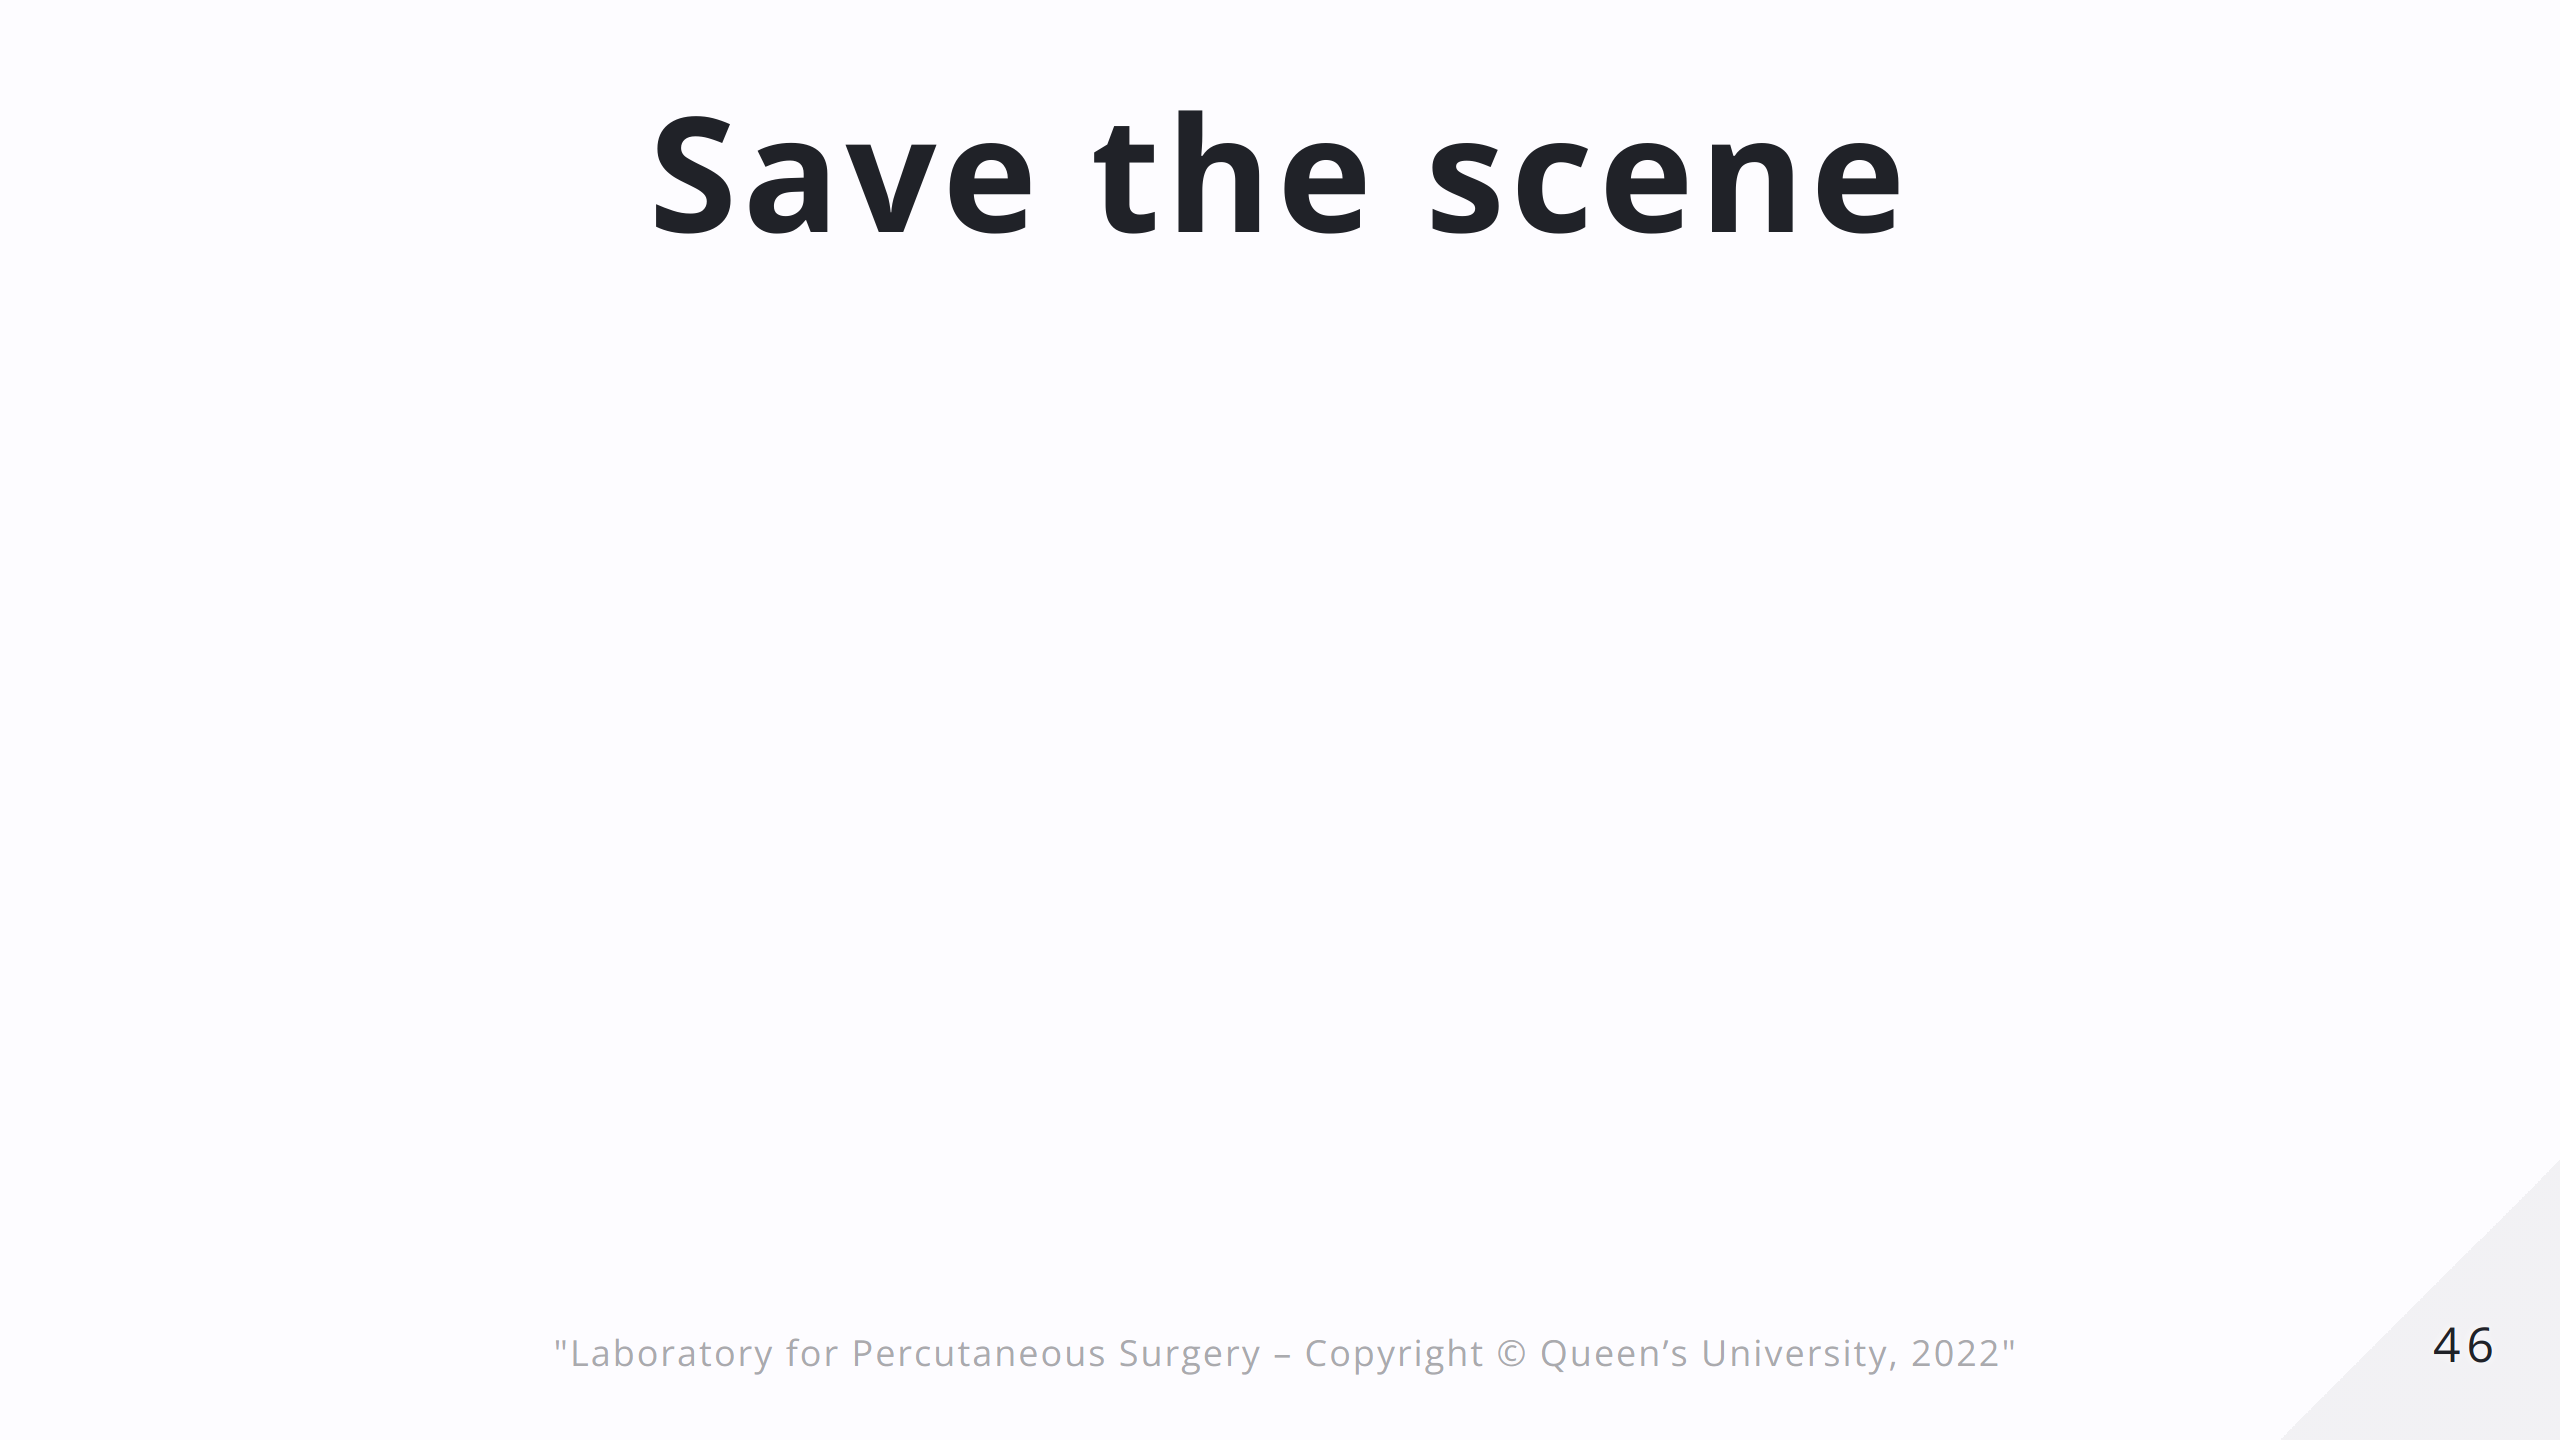 Save the scene
"Laboratory for Percutaneous Surgery – Copyright © Queen’s University, 2022"
46